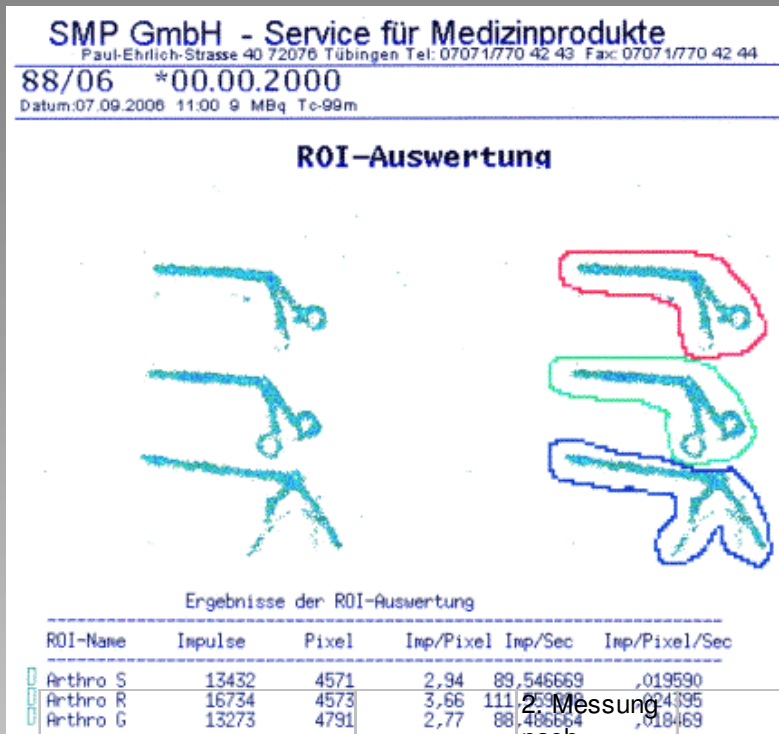 SMP GmbH - Service für Medizinprodukte
Paul-Ehrlich-Strasse 40 72076 Tübingen Tel: 07071/770 42 43 Fax: 07071/770 42 44
88/06 *00.00.2000
Datum:07.09.2006 11:00 9 MBq Tc-99m
ROI-Auswertung
Ergebnisse der ROI-Auswertung
ROI-Name Impulse Pixel Imp/Pixel Imp/Sec Imp/Pixel/Sec
Arthro S 13432 4571 2,94 89,546669 ,019590
Arthro R 16734 4573 3,66
Arthro G 13273 4791 2,77 88,486664 ,018469
2. Messung